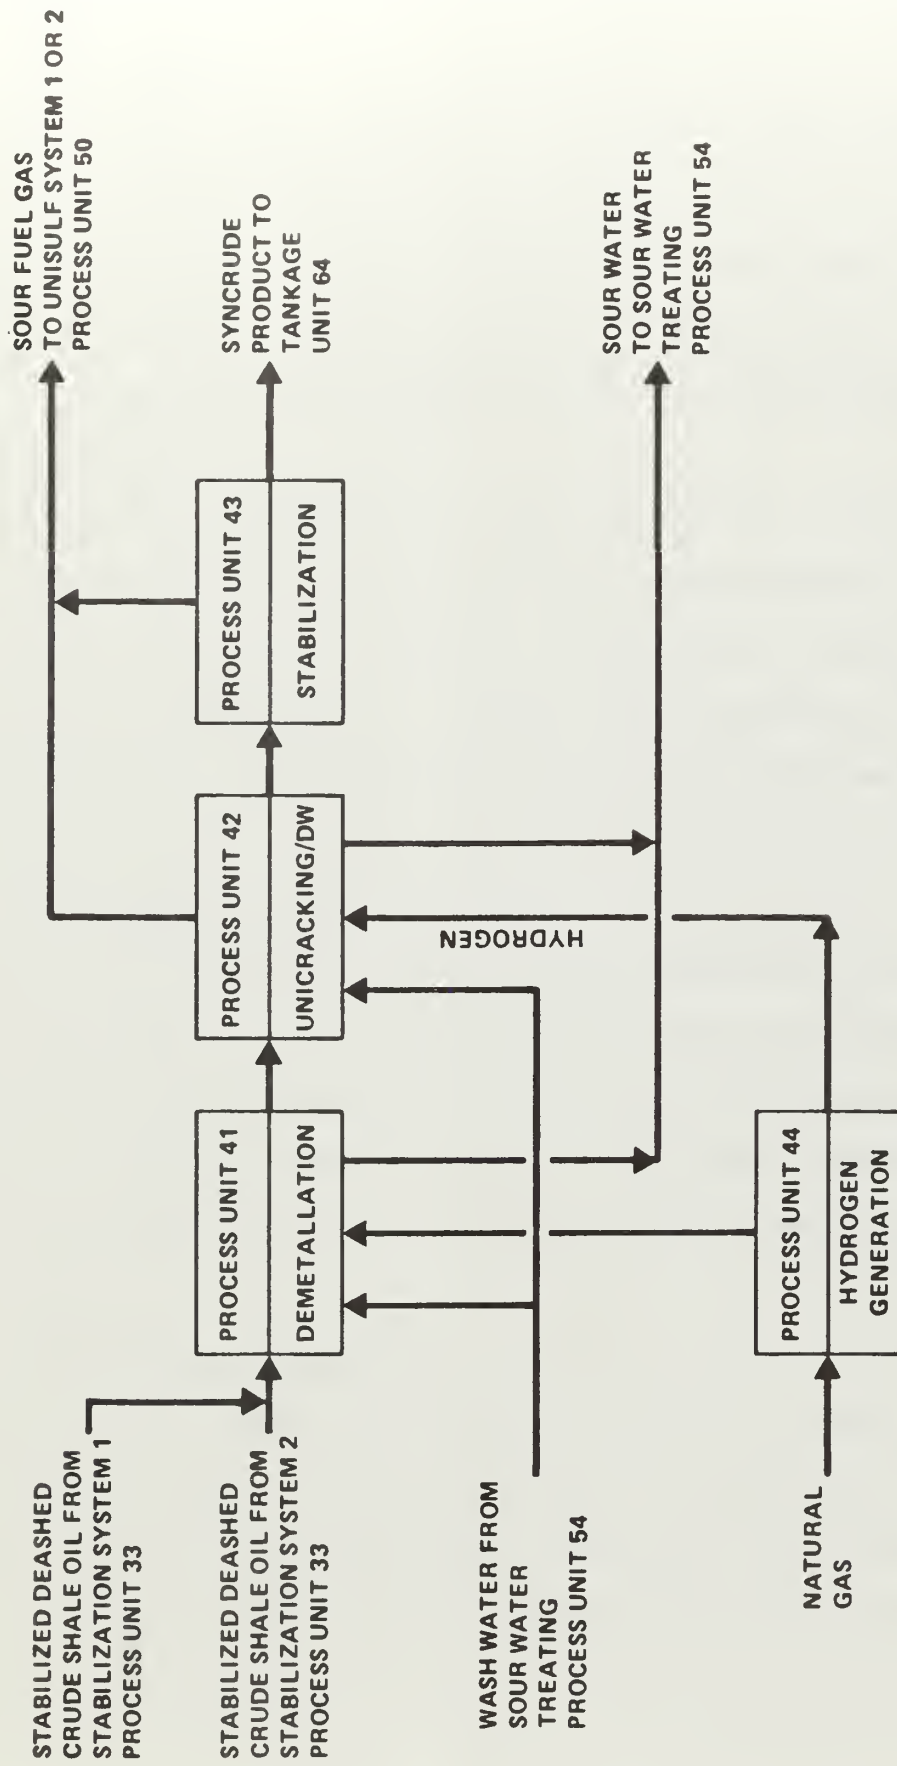 STABILIZED DEASHED
CRUDE SHALE OIL FROM
STABILIZATION SYSTEM 1
PROCESS UNIT 33
STABILIZED DEASHED
CRUDE SHALE OIL FROM
STABILIZATION SYSTEM 2
PROCESS UNIT 33
WASH WATER FROM
SOUR WATER
TREATING
PROCESS UNIT 54
NATURAL
GAS
PROCESS UNIT 41
DEMETALLATION
PROCESS UNIT 44
HYDROGEN
GENERATION
PROCESS UNIT 42
UNICRACKING/DW
HYDROGEN
PROCESS UNIT 43
STABILIZATION
SOUR FUEL GAS
TO UNISULF SYSTEM 1 OR 2
PROCESS UNIT 50
SYNCRUDE
PRODUCT TO
TANKAGE
UNIT 64
SOUR WATER
TO SOUR WATER
TREATING
PROCESS UNIT 54